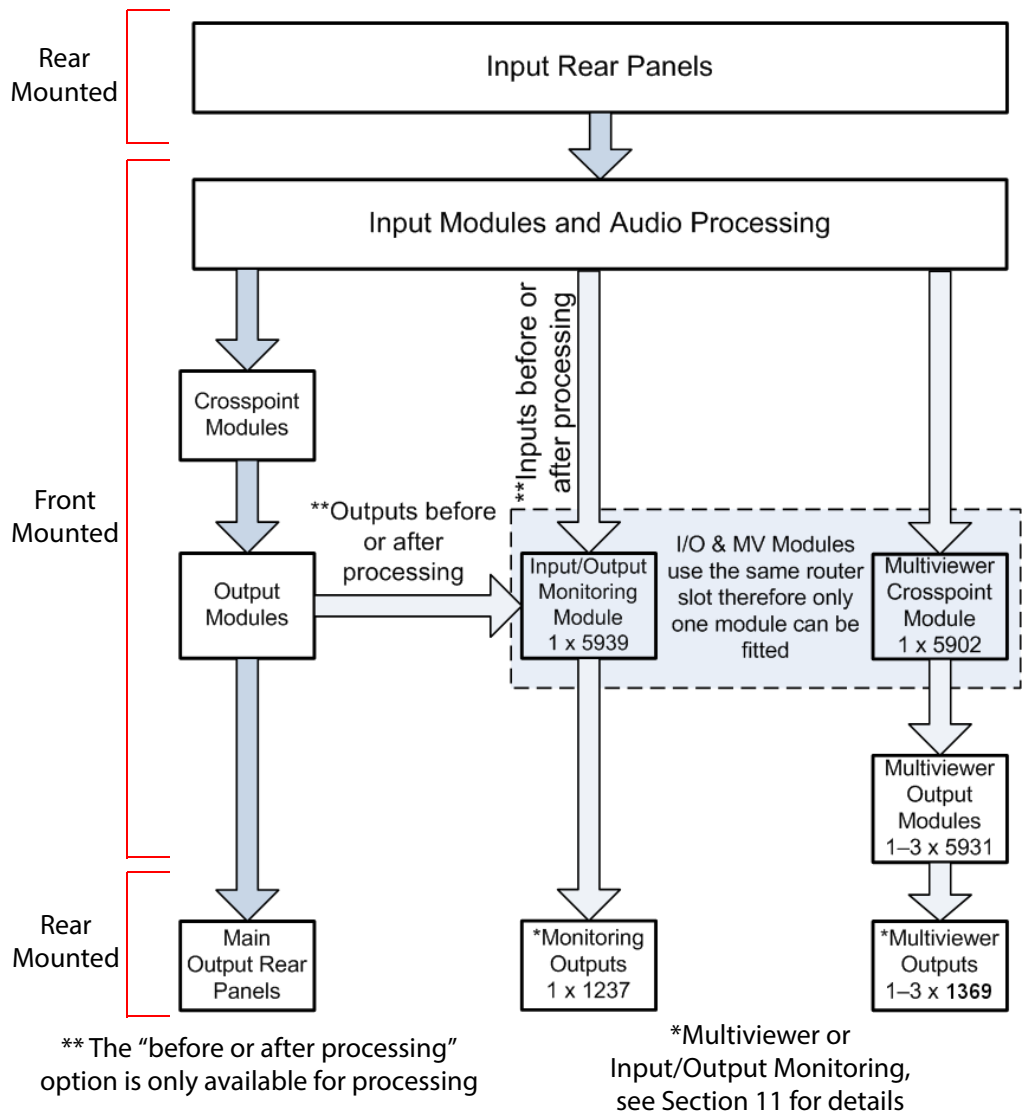 Rear
Mounted
Input Rear Panels
Input Modules and Audio Processing
Front
Mounted
Crosspoint
Modules
**Inputs before or
after processing
**Outputs before
or after
processing
Output
Modules
Input/Output
Monitoring
Module
1 x 5939
I/O & MV Modules
use the same router
slot therefore only
one module can be
fitted
Multiviewer
Crosspoint
Module
1 x 5902
Multiviewer
Output
Modules
1–3 x 5931
Rear
Mounted
Main
Output Rear
Panels
*Monitoring
Outputs
1 x 1237
*Multiviewer
Outputs
1–3 x 1369
** The “before or after processing”
option is only available for processing
*Multiviewer or
Input/Output Monitoring,
see Section 11 for details